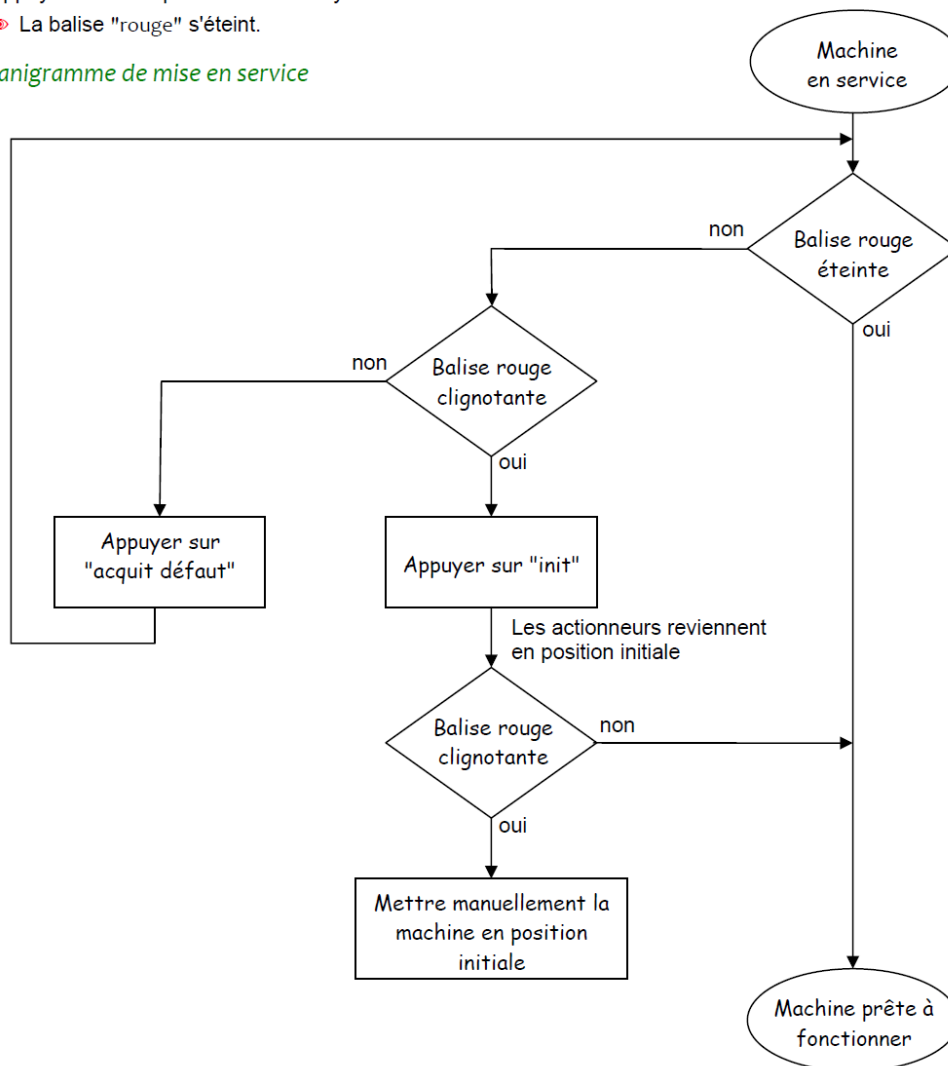 La balise "rouge" s'éteint.
anigramme de mise en service
Machine
en service
Balise rouge
éteinte
non
oui
Balise rouge
clignotante
non
oui
Appuyer sur
"acquit défaut"
Appuyer sur "init"
Les actionneurs reviennent
en position initiale
Balise rouge
clignotante
non
oui
Mettre manuellement la
machine en position
initiale
Machine prête à
fonctionner